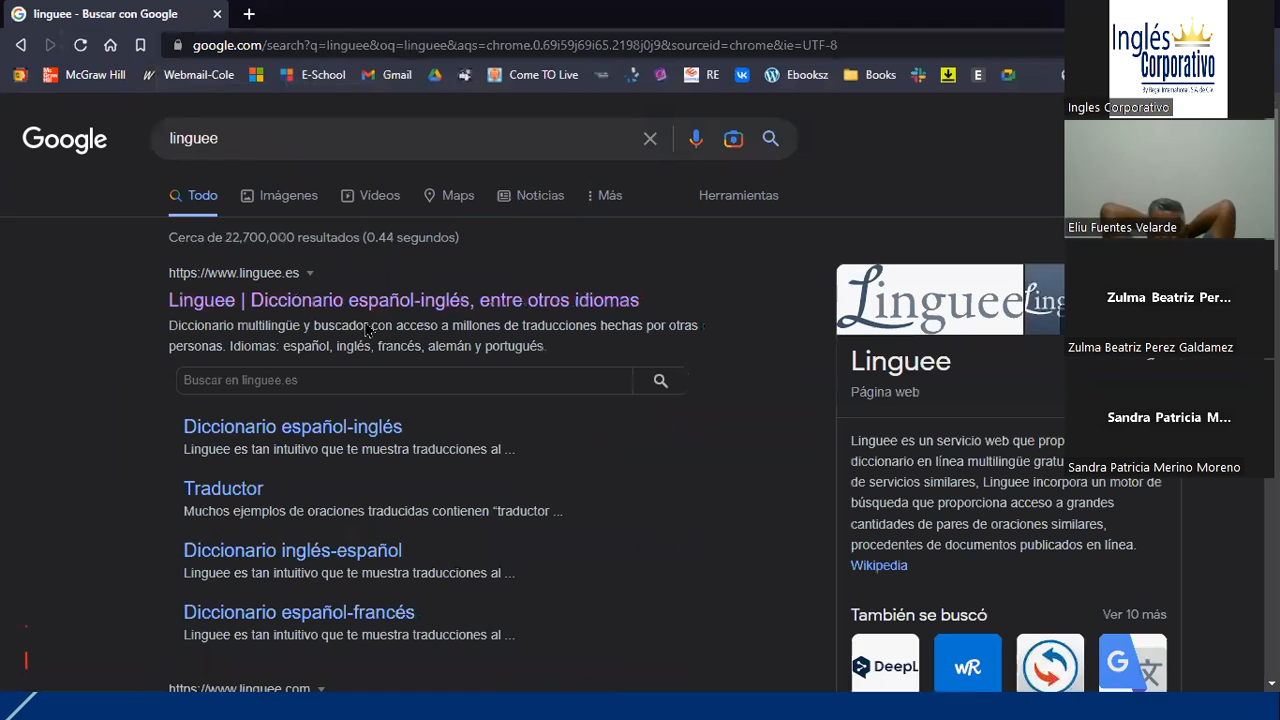 linguee - Buscar con Google
google.com/search?q=linguee&oq=linguee&aqs=chrome.0.69i59j69i65.2198j0j9&sourceid=chrome&ie=UTF-8
McGraw Hill
Webmail-Cole
E-School
Gmail
Come TO Live
RE
Ebooksz
Books
E
Google
linguee
Todo
Imágenes
Vídeos
Maps
Noticias
Más
Herramientas
Cerca de 22,700,000 resultados (0.44 segundos)
https://www.linguee.es
Linguee | Diccionario español-inglés, entre otros idiomas
Diccionario multilingüe y buscador con acceso a millones de traducciones hechas por otras
personas. Idiomas: español, inglés, francés, alemán y portugués.
Buscar en linguee.es
Diccionario español-inglés
Linguee es tan intuitivo que te muestra traducciones al ...
Traductor
Muchos ejemplos de oraciones traducidas contienen “traductor ...
Diccionario inglés-español
Linguee es tan intuitivo que te muestra traducciones al ...
Diccionario español-francés
Linguee es tan intuitivo que te muestra traducciones al ...
https://www.linguee.com
Linguee
Ling
Linguee
Página web
Linguee es un servicio web que prop
diccionario en línea multilingüe gratu
de servicios similares, Linguee incorpora un motor de
búsqueda que proporciona acceso a grandes
cantidades de pares de oraciones similares,
procedentes de documentos publicados en línea.
Wikipedia
También se buscó
Ver 10 más
DeepL
wR
G
Inglés
Corporativo
By Regal International, S.A. de C.V.
Ingles Corporativo
Eliu Fuentes Velarde
Zulma Beatriz Per...
Zulma Beatriz Perez Galdamez
Sandra Patricia M...
Sandra Patricia Merino Moreno